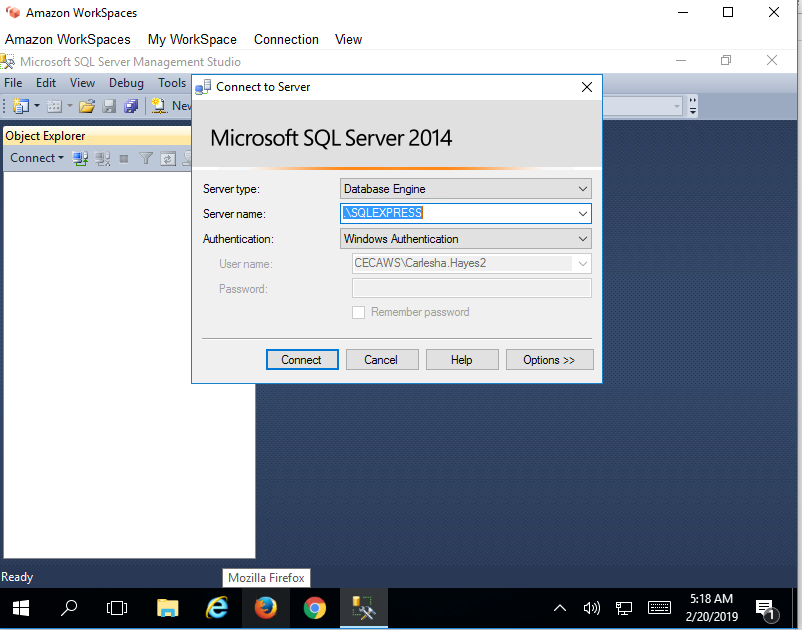 Amazon WorkSpaces
Amazon WorkSpaces My WorkSpace Connection View
Microsoft SQL Server Management Studio
File Edit View Debug Tools
Connect to Server
New
Microsoft SQL Server 2014
Object Explorer
Connect
Server type: Database Engine
Server name: .\SQLEXPRESS
Authentication: Windows Authentication
User name: CECAWS\Carlesha.Hayes2
Password:
Remember password
Connect Cancel Help Options >>
Ready
Mozilla Firefox
5:18 AM
2/20/2019
1